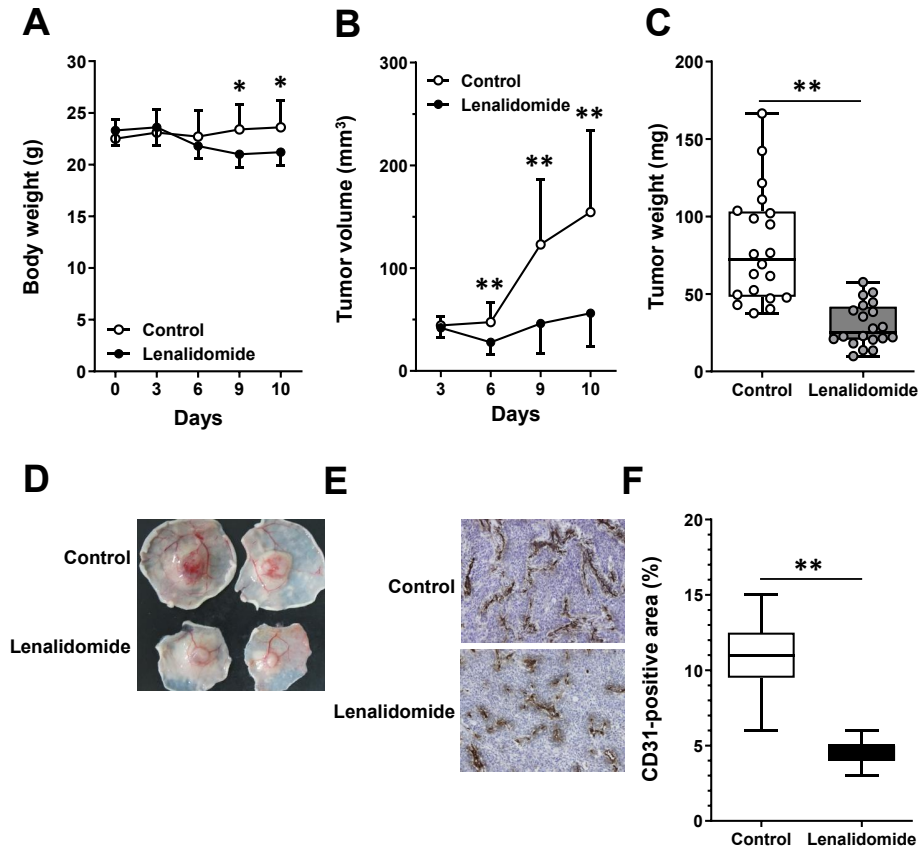 A
Body weight (g)
30
25
20
15
10
5
0
* *
Control
Lenalidomide
0 3 6 9 10
Days
B
Tumor volume (mm3)
300
200
100
0
Control
Lenalidomide
** ** **
3 6 9 10
Days
C
Tumor weight (mg)
200
150
100
50
0
**
Control Lenalidomide
D
Control
Lenalidomide
E
Control
Lenalidomide
F
CD31-positive area (%)
20
15
10
5
0
**
Control Lenalidomide